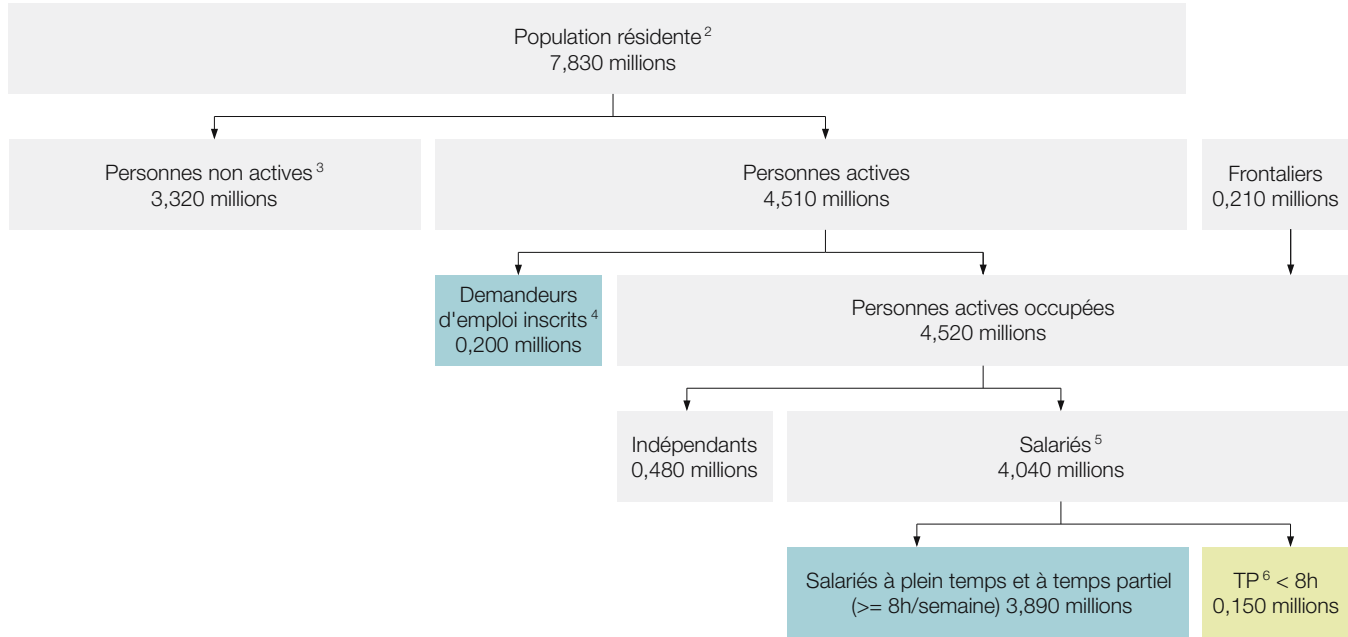 Population résidente 2
7,830 millions
Personnes non actives 3
3,320 millions
Personnes actives
4,510 millions
Frontaliers
0,210 millions
Demandeurs
d'emploi inscrits 4
0,200 millions
Personnes actives occupées
4,520 millions
Indépendants
0,480 millions
Salariés 5
4,040 millions
Salariés à plein temps et à temps partiel
(>= 8h/semaine) 3,890 millions
TP 6 < 8h
0,150 millions